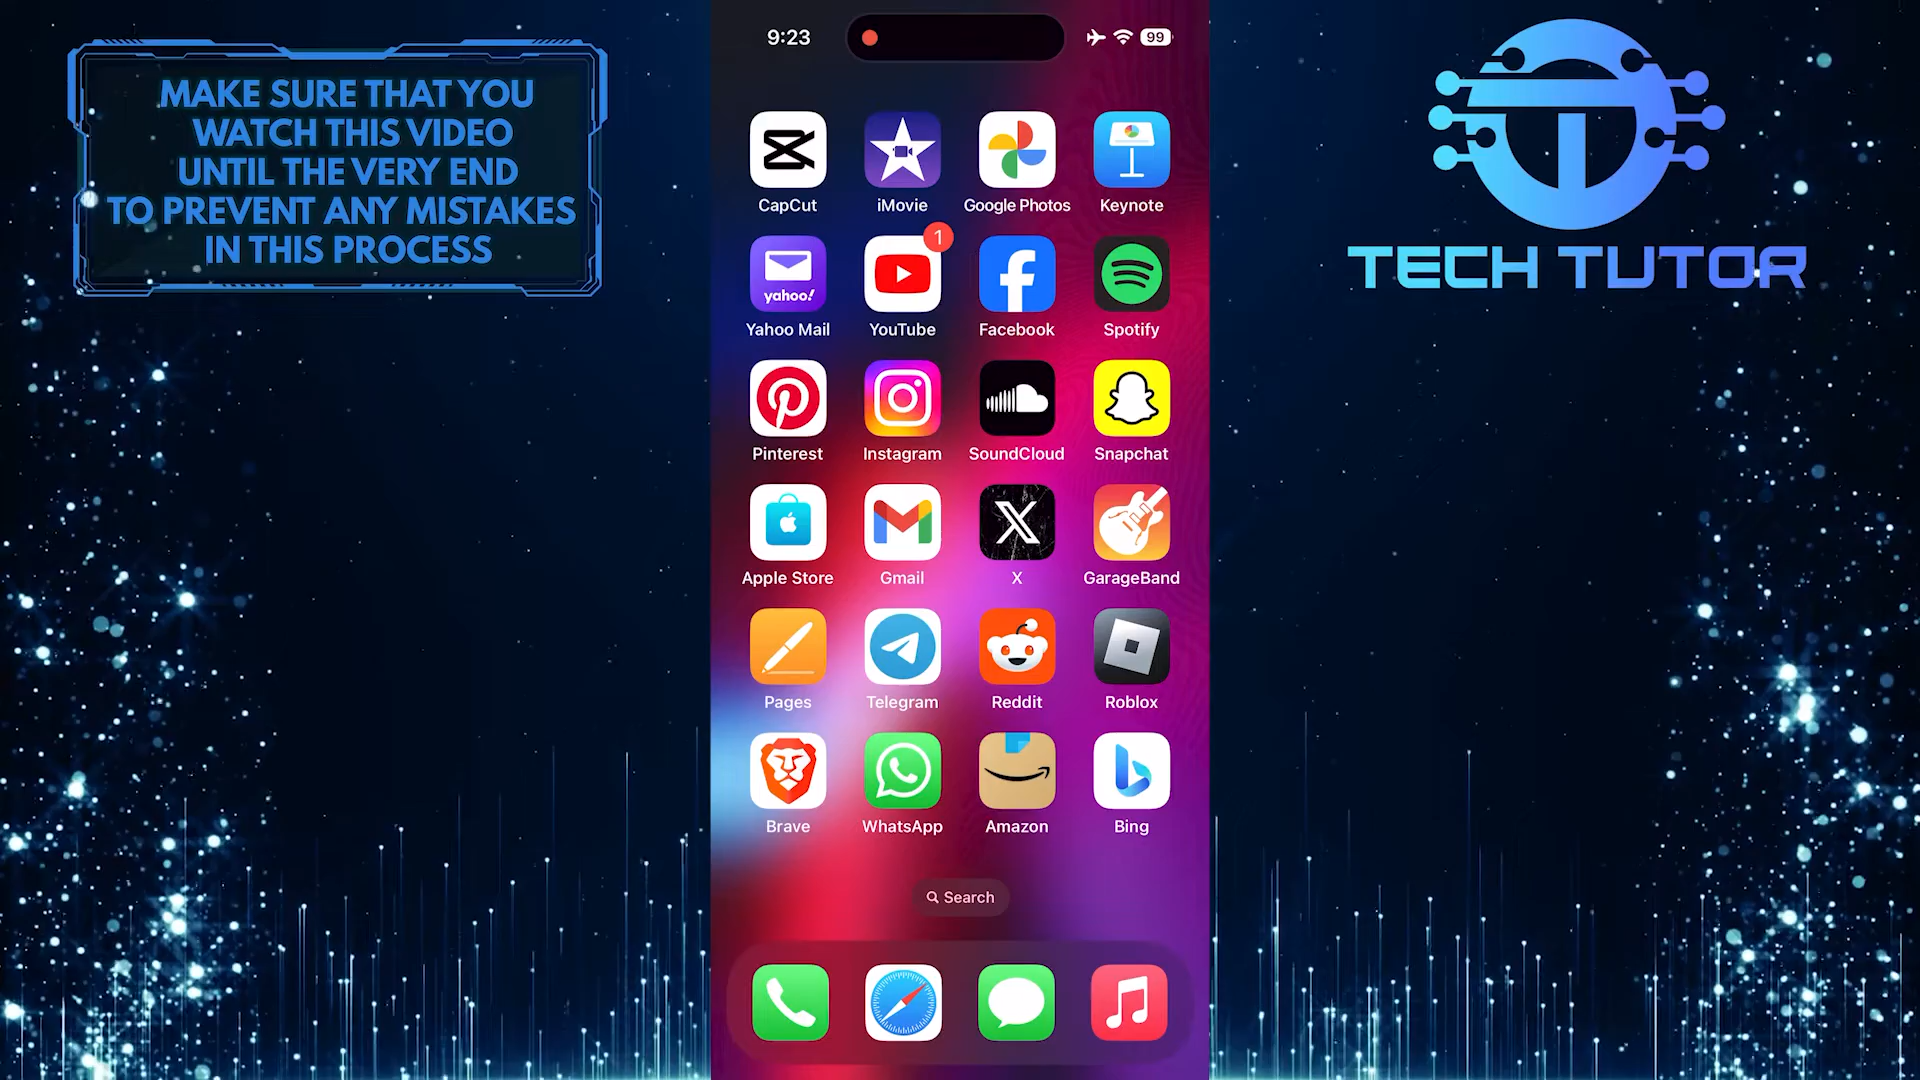 MAKE SURE THAT YOU
WATCH THIS VIDEO
UNTIL THE VERY END
TO PREVENT ANY MISTAKES
IN THIS PROCESS
9:23
99
TECH TUTOR
CapCut
iMovie
Google Photos
Keynote
yahoo!
1
Yahoo Mail
YouTube
Facebook
Spotify
Pinterest
Instagram
SoundCloud
Snapchat
Apple Store
Gmail
X
GarageBand
Pages
Telegram
Reddit
Roblox
Brave
WhatsApp
Amazon
Bing
Search